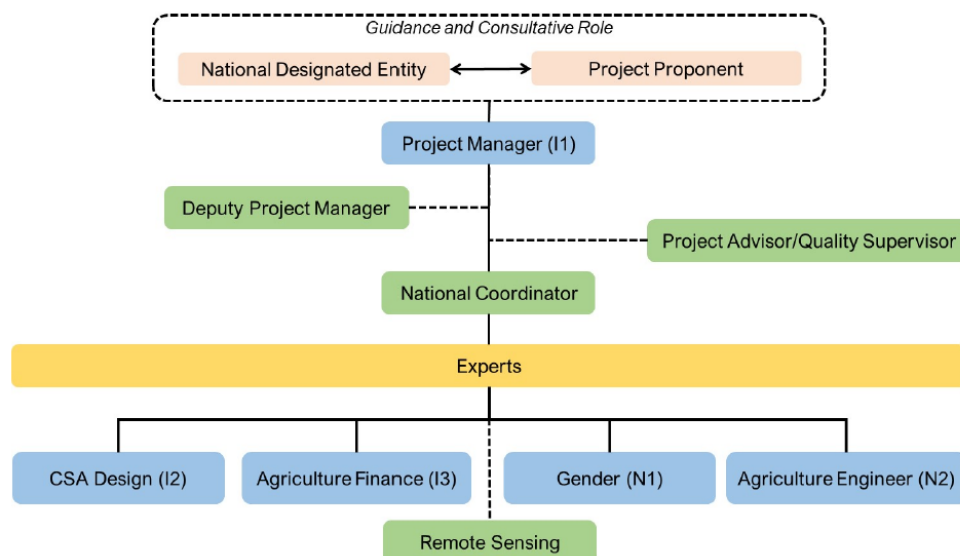 Guidance and Consultative Role
National Designated Entity
Project Proponent
Project Manager (I1)
Deputy Project Manager
Project Advisor/Quality Supervisor
National Coordinator
Experts
CSA Design (I2)
Agriculture Finance (I3)
Gender (N1)
Agriculture Engineer (N2)
Remote Sensing